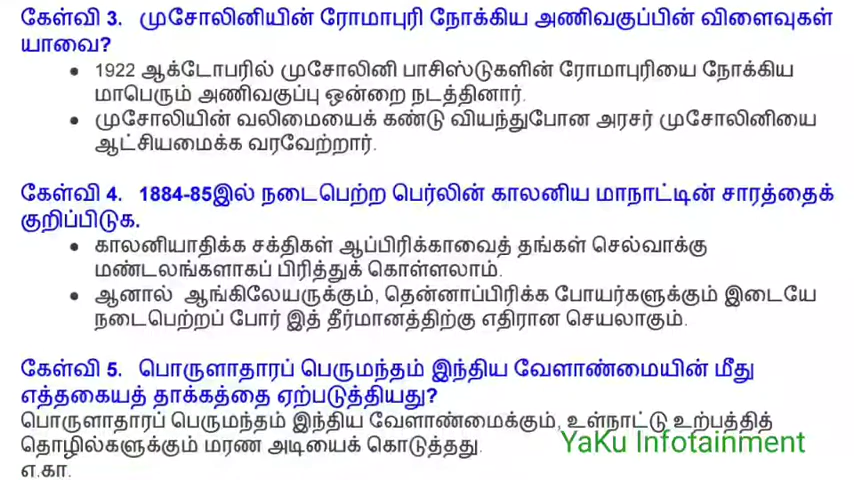 கேள்வி 3. முசோலினியின் ரோமாபுரி நோக்கிய அணிவகுப்பின் விளைவுகள்
யாவை?
● 1922 ஆக்டோபரில் முசோலினி பாசிஸ்டுகளின் ரோமாபுரியை நோக்கிய
மாபெரும் அணிவகுப்பு ஒன்றை நடத்தினார்.
● முசோலியின் வலிமையைக் கண்டு வியந்துபோன அரசர் முசோலினியை
ஆட்சியமைக்க வரவேற்றார்.
கேள்வி 4. 1884-85இல் நடைபெற்ற பெர்லின் காலனிய மாநாட்டின் சாரத்தைக்
குறிப்பிடுக.
● காலனியாதிக்க சக்திகள் ஆப்பிரிக்காவைத் தங்கள் செல்வாக்கு
மண்டலங்களாகப் பிரித்துக் கொள்ளலாம்.
● ஆனால் ஆங்கிலேயருக்கும், தென்னாப்பிரிக்க போயர்களுக்கும் இடையே
நடைபெற்றப் போர் இத் தீர்மானத்திற்கு எதிரான செயலாகும்.
கேள்வி 5. பொருளாதாரப் பெருமந்தம் இந்திய வேளாண்மையின் மீது
எத்தகையத் தாக்கத்தை ஏற்படுத்தியது?
பொருளாதாரப் பெருமந்தம் இந்திய வேளாண்மைக்கும், உள்நாட்டு உற்பத்தித்
தொழில்களுக்கும் மரண அடியைக் கொடுத்தது.
YaKu Infotainment
எ.கா.